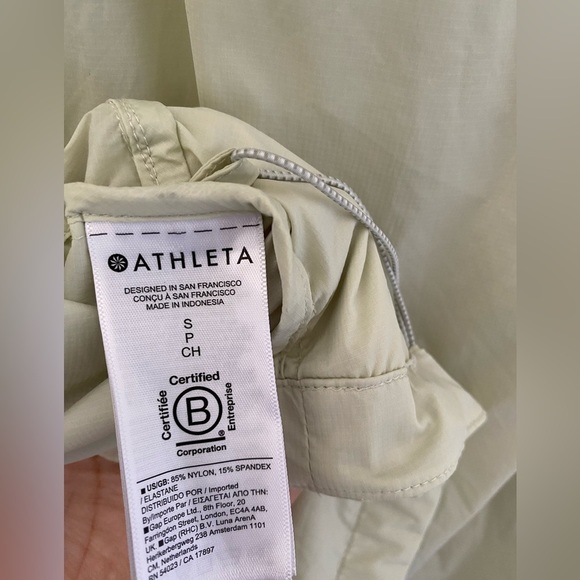 ATHLETA
DESIGNED IN SAN FRANCISCO
CONÇU À SAN FRANCISCO
MADE IN INDONESIA
S
P
CH
Certified
Certifiée
B
Entreprise
®
Corporation
US/GB: 85% NYLON, 15% SPANDEX
/ ELASTANE
DISTRIBUIDO POR / Imported
By/Importe Par / ΕΙΣΑΓΕΤΑΙ ΑΠΟ ΤΗΝ:
Gap Europe Ltd., 8th Floor, 20
Farringdon Street, London, EC4A 4AB,
UK Gap (RHC) B.V. Luna ArenA
Herikerbergweg 238 Amsterdam 1101
CM, Netherlands
RN 54023 / CA 17897